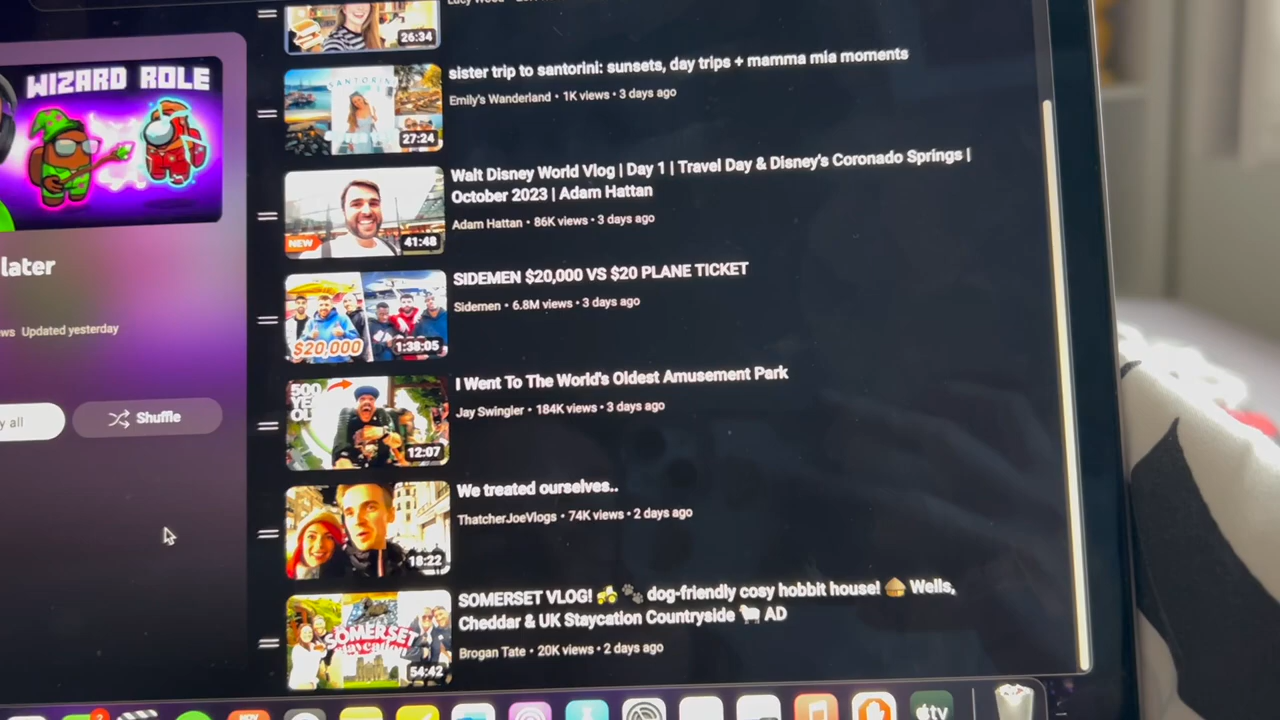 26:34
WIZARD ROLE
later
Updated yesterday
Shuffle
sister trip to santorini: sunsets, day trips + mamma mia moments
Emily's Wanderland • 1K views • 3 days ago
27:24
Walt Disney World Vlog | Day 1 | Travel Day & Disney's Coronado Springs |
October 2023 | Adam Hattan
Adam Hattan • 86K views • 3 days ago
NEW
41:48
SIDEMEN $20,000 VS $20 PLANE TICKET
Sidemen • 6.8M views • 3 days ago
$20,000
1:38:05
I Went To The World's Oldest Amusement Park
Jay Swingler • 184K views • 3 days ago
500
12:07
We treated ourselves..
ThatcherJoeVlogs • 74K views • 2 days ago
18:22
SOMERSET VLOG! 🚜 🐾 dog-friendly cosy hobbit house! 🛖 Wells,
Cheddar & UK Staycation Countryside 🐑 AD
Brogan Tate • 20K views • 2 days ago
SOMERSET
staycation
54:42
tv